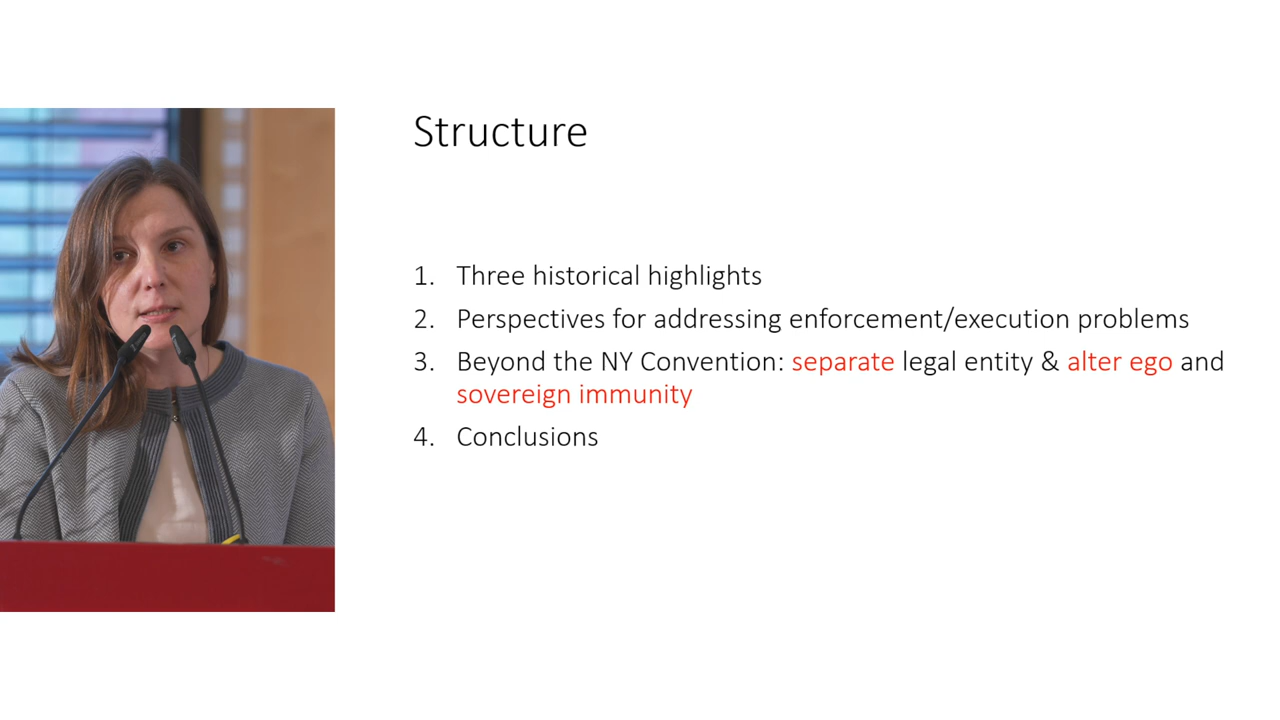 Structure
1. Three historical highlights
2. Perspectives for addressing enforcement/execution problems
3. Beyond the NY Convention: separate legal entity & alter ego and
sovereign immunity
4. Conclusions